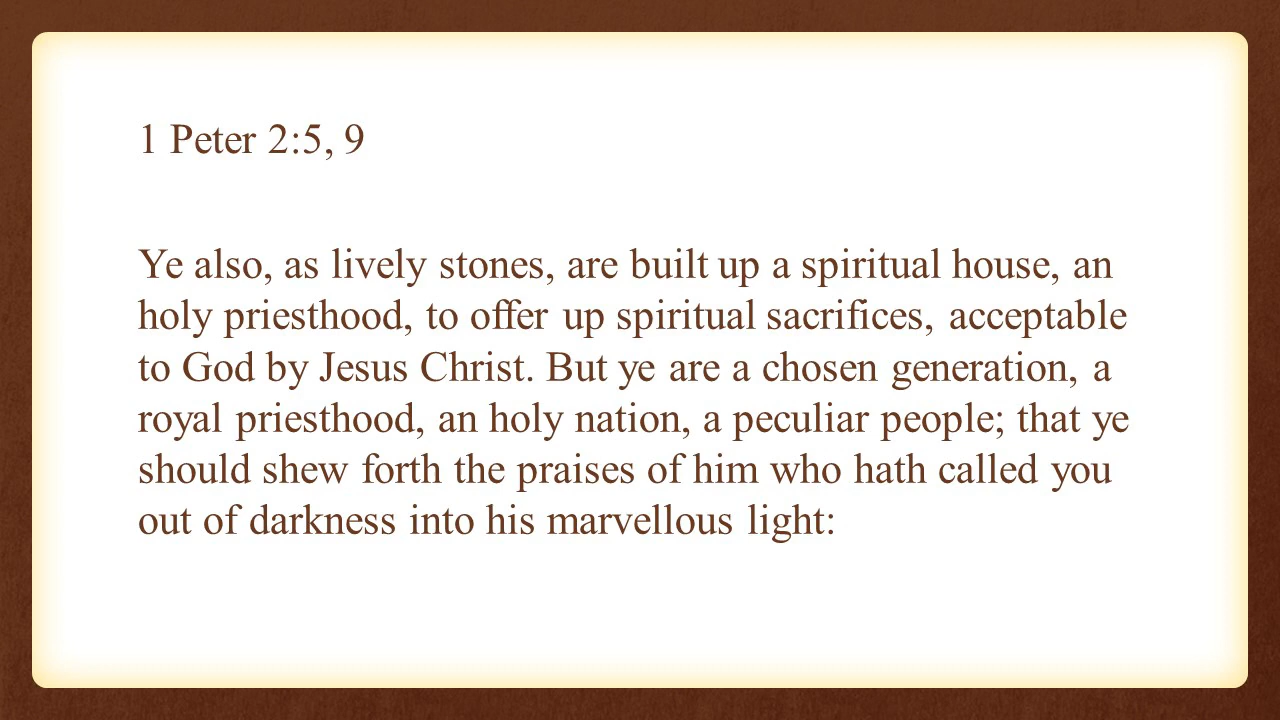 1 Peter 2:5, 9
Ye also, as lively stones, are built up a spiritual house, an
holy priesthood, to offer up spiritual sacrifices, acceptable
to God by Jesus Christ. But ye are a chosen generation, a
royal priesthood, an holy nation, a peculiar people; that ye
should shew forth the praises of him who hath called you
out of darkness into his marvellous light: